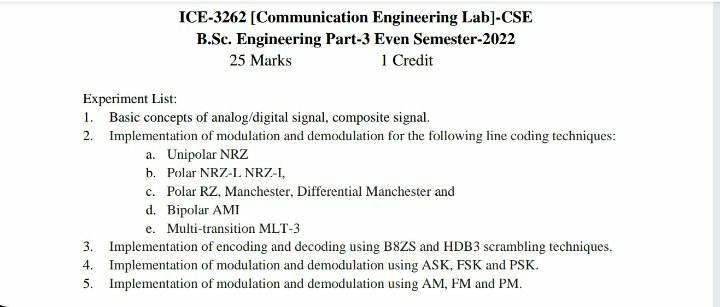 ICE-3262 [Communication Engineering Lab]-CSE
B.Sc. Engineering Part-3 Even Semester-2022
25 Marks 1 Credit
Experiment List:
1. Basic concepts of analog/digital signal, composite signal.
2. Implementation of modulation and demodulation for the following line coding techniques:
a. Unipolar NRZ
b. Polar NRZ-L NRZ-I,
c. Polar RZ, Manchester, Differential Manchester and
d. Bipolar AMI
e. Multi-transition MLT-3
3. Implementation of encoding and decoding using B8ZS and HDB3 scrambling techniques.
4. Implementation of modulation and demodulation using ASK, FSK and PSK.
5. Implementation of modulation and demodulation using AM, FM and PM.